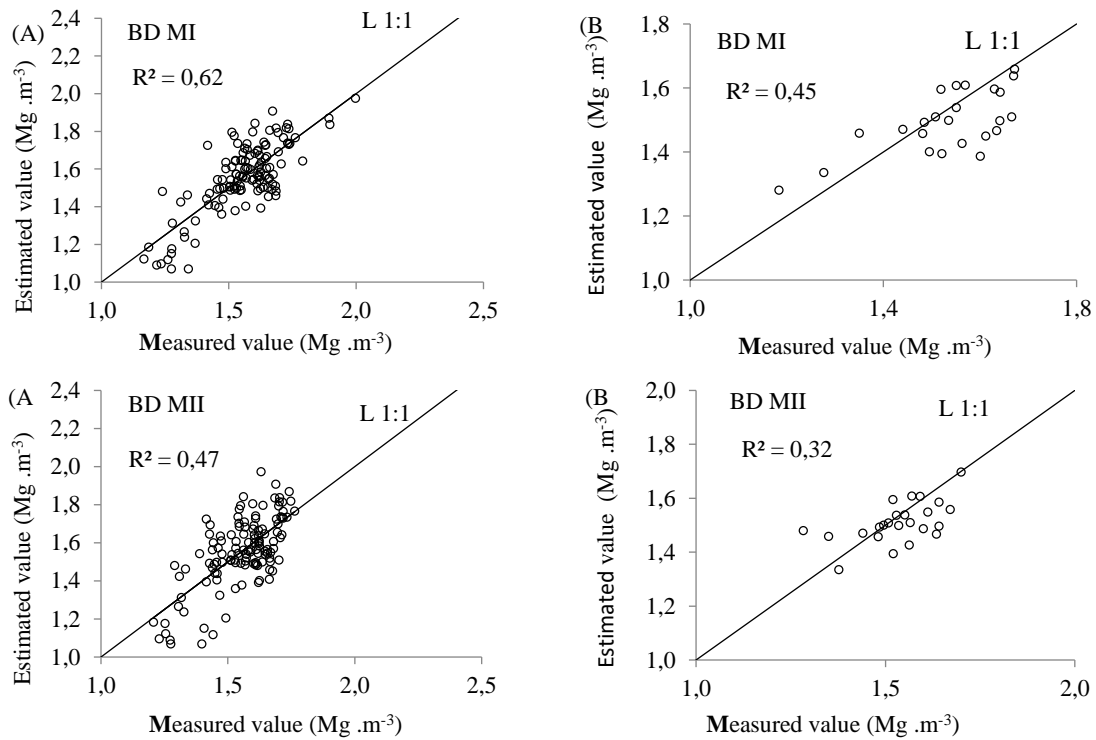 (A)
BD MI
L 1:1
R² = 0,62
Estimated value (Mg .m⁻³)
2,4
2,2
2,0
1,8
1,6
1,4
1,2
1,0
1,0 1,5 2,0 2,5
Measured value (Mg .m⁻³)
(B
BD MI
L 1:1
R² = 0,45
Estimated value (Mg .m⁻³)
1,8
1,6
1,4
1,2
1,0
1,0 1,4 1,8
Measured value (Mg .m⁻³)
(A
BD MII
L 1:1
R² = 0,47
Estimated value (Mg .m⁻³)
2,4
2,2
2,0
1,8
1,6
1,4
1,2
1,0
1,0 1,5 2,0 2,5
Measured value (Mg .m⁻³)
(B
BD MII
L 1:1
R² = 0,32
Estimated value (Mg .m⁻³)
2,0
1,8
1,6
1,4
1,2
1,0
1,0 1,5 2,0
Measured value (Mg .m⁻³)